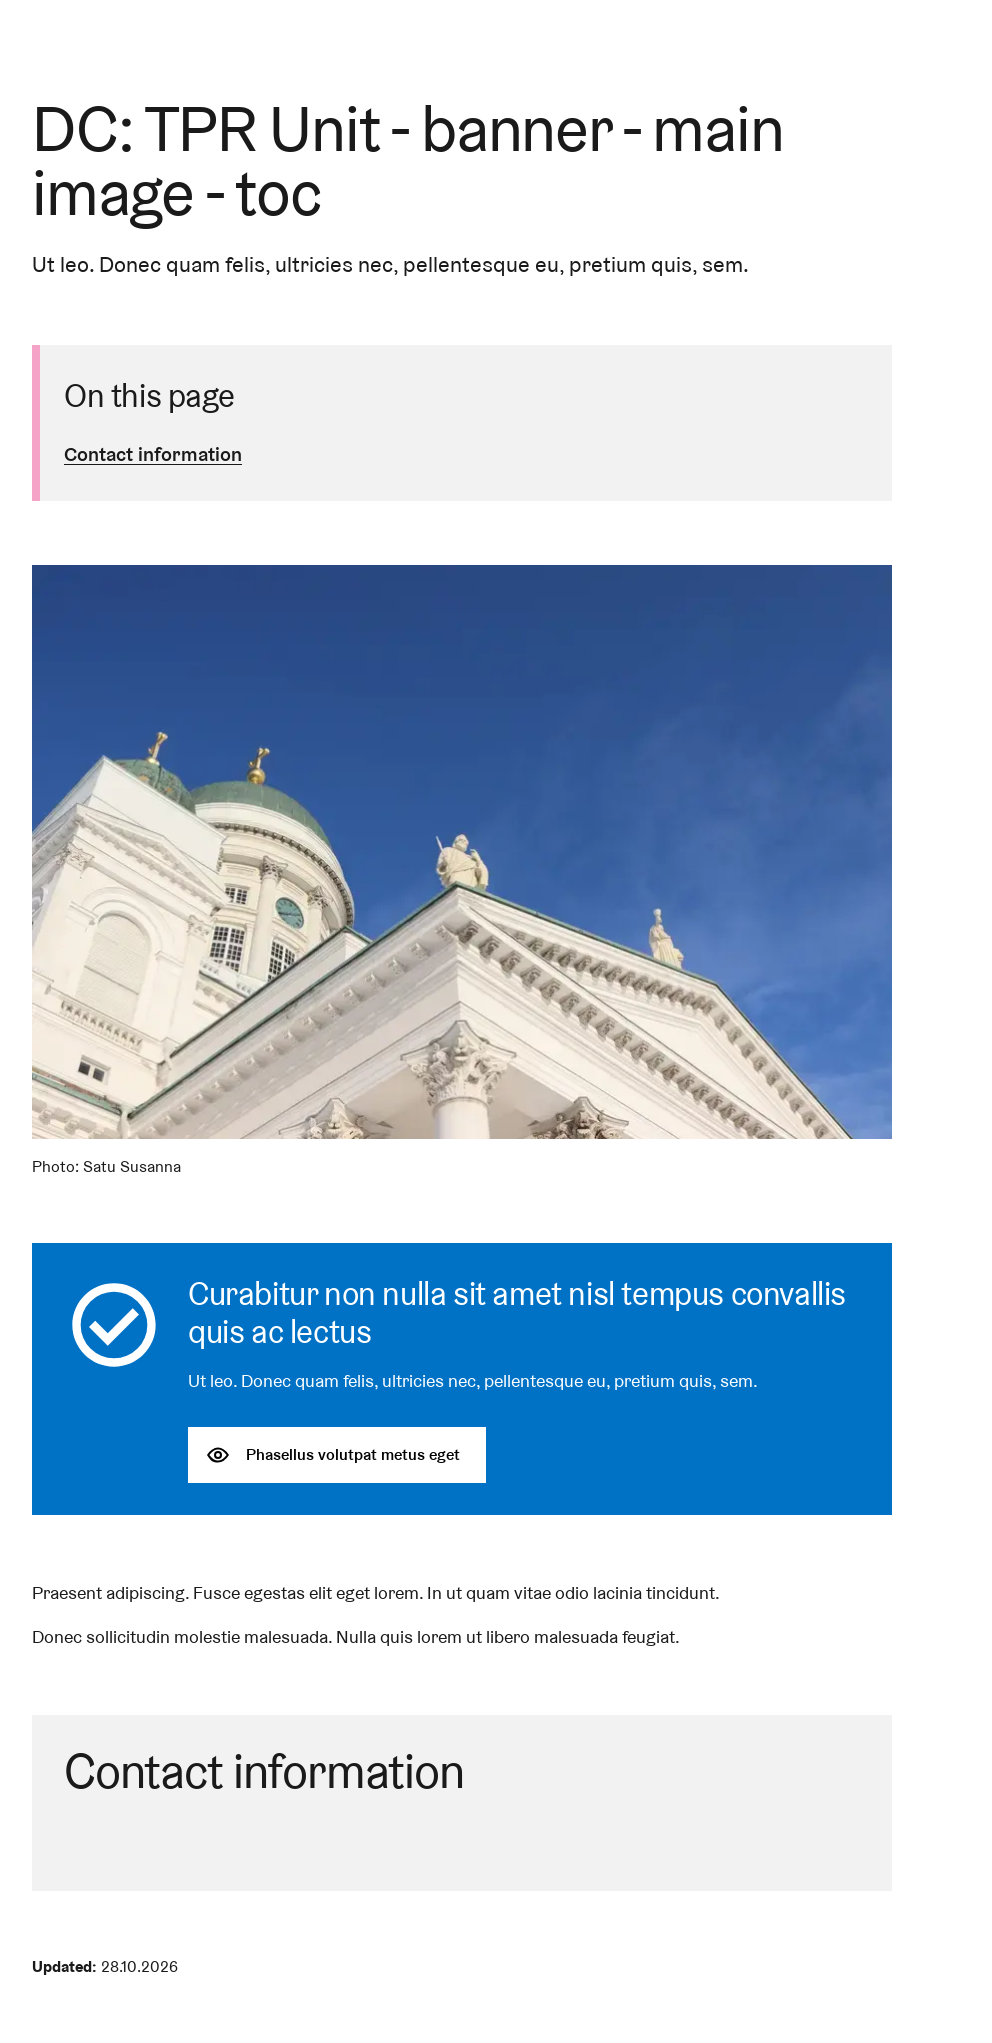 DC: TPR Unit - banner - main
image - toc
Ut leo. Donec quam felis, ultricies nec, pellentesque eu, pretium quis, sem.
On this page
Contact information
Photo: Satu Susanna
Curabitur non nulla sit amet nisl tempus convallis
quis ac lectus
Ut leo. Donec quam felis, ultricies nec, pellentesque eu, pretium quis, sem.
Phasellus volutpat metus eget
Praesent adipiscing. Fusce egestas elit eget lorem. In ut quam vitae odio lacinia tincidunt.
Donec sollicitudin molestie malesuada. Nulla quis lorem ut libero malesuada feugiat.
Contact information
Updated: 28.10.2026